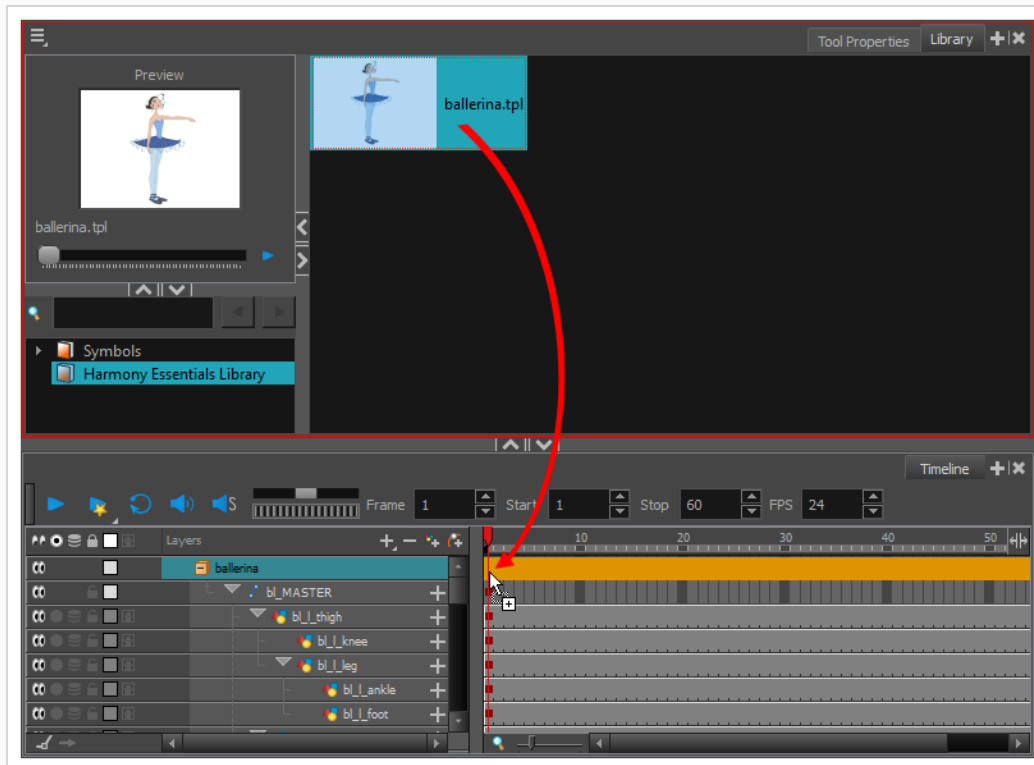 Tool Properties Library
Preview
ballerina.tpl
ballerina.tpl
Symbols
Harmony Essentials Library
Timeline
S Frame 1 Start 1 Stop 60 FPS 24
Layers 10 20 30 40 50
ballerina
bl_MASTER
bl_l_thigh
bl_l_knee
bl_l_leg
bl_l_ankle
bl_l_foot